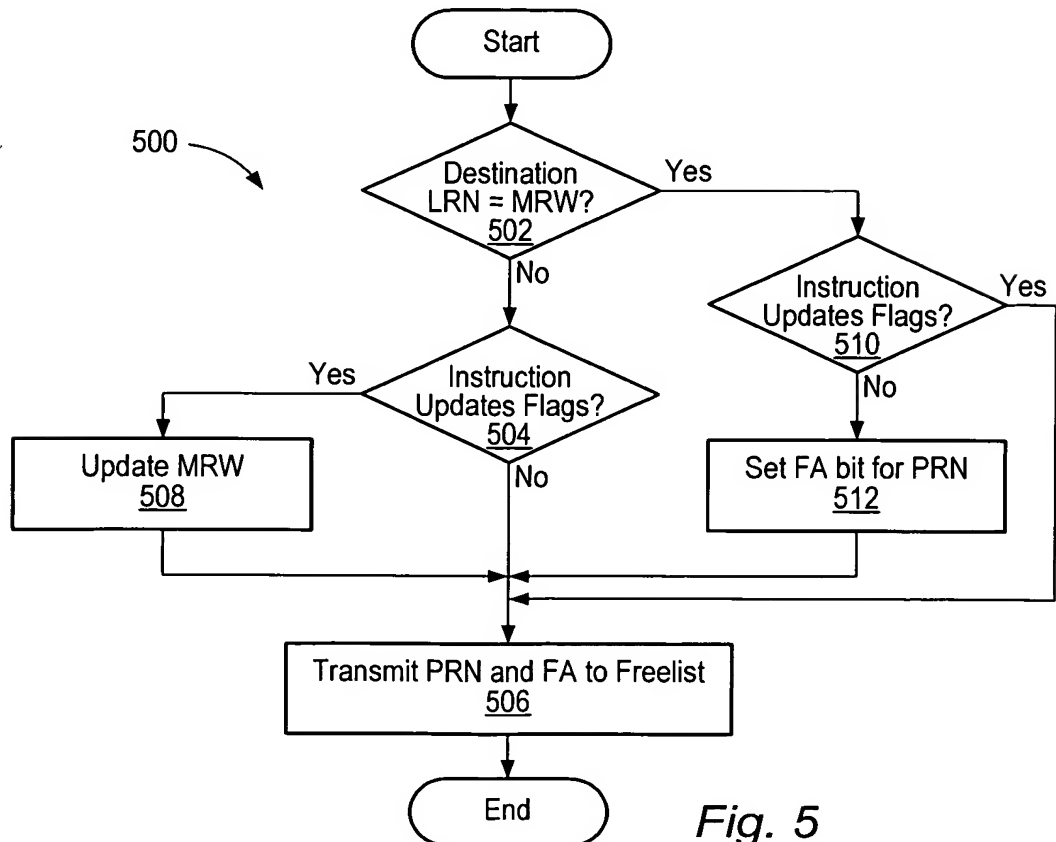 Start
500
Destination
LRN = MRW?
502
Yes
No
Instruction
Updates Flags?
510
Yes
No
Yes
Instruction
Updates Flags?
504
No
Update MRW
508
Set FA bit for PRN
512
Transmit PRN and FA to Freelist
506
End
Fig. 5